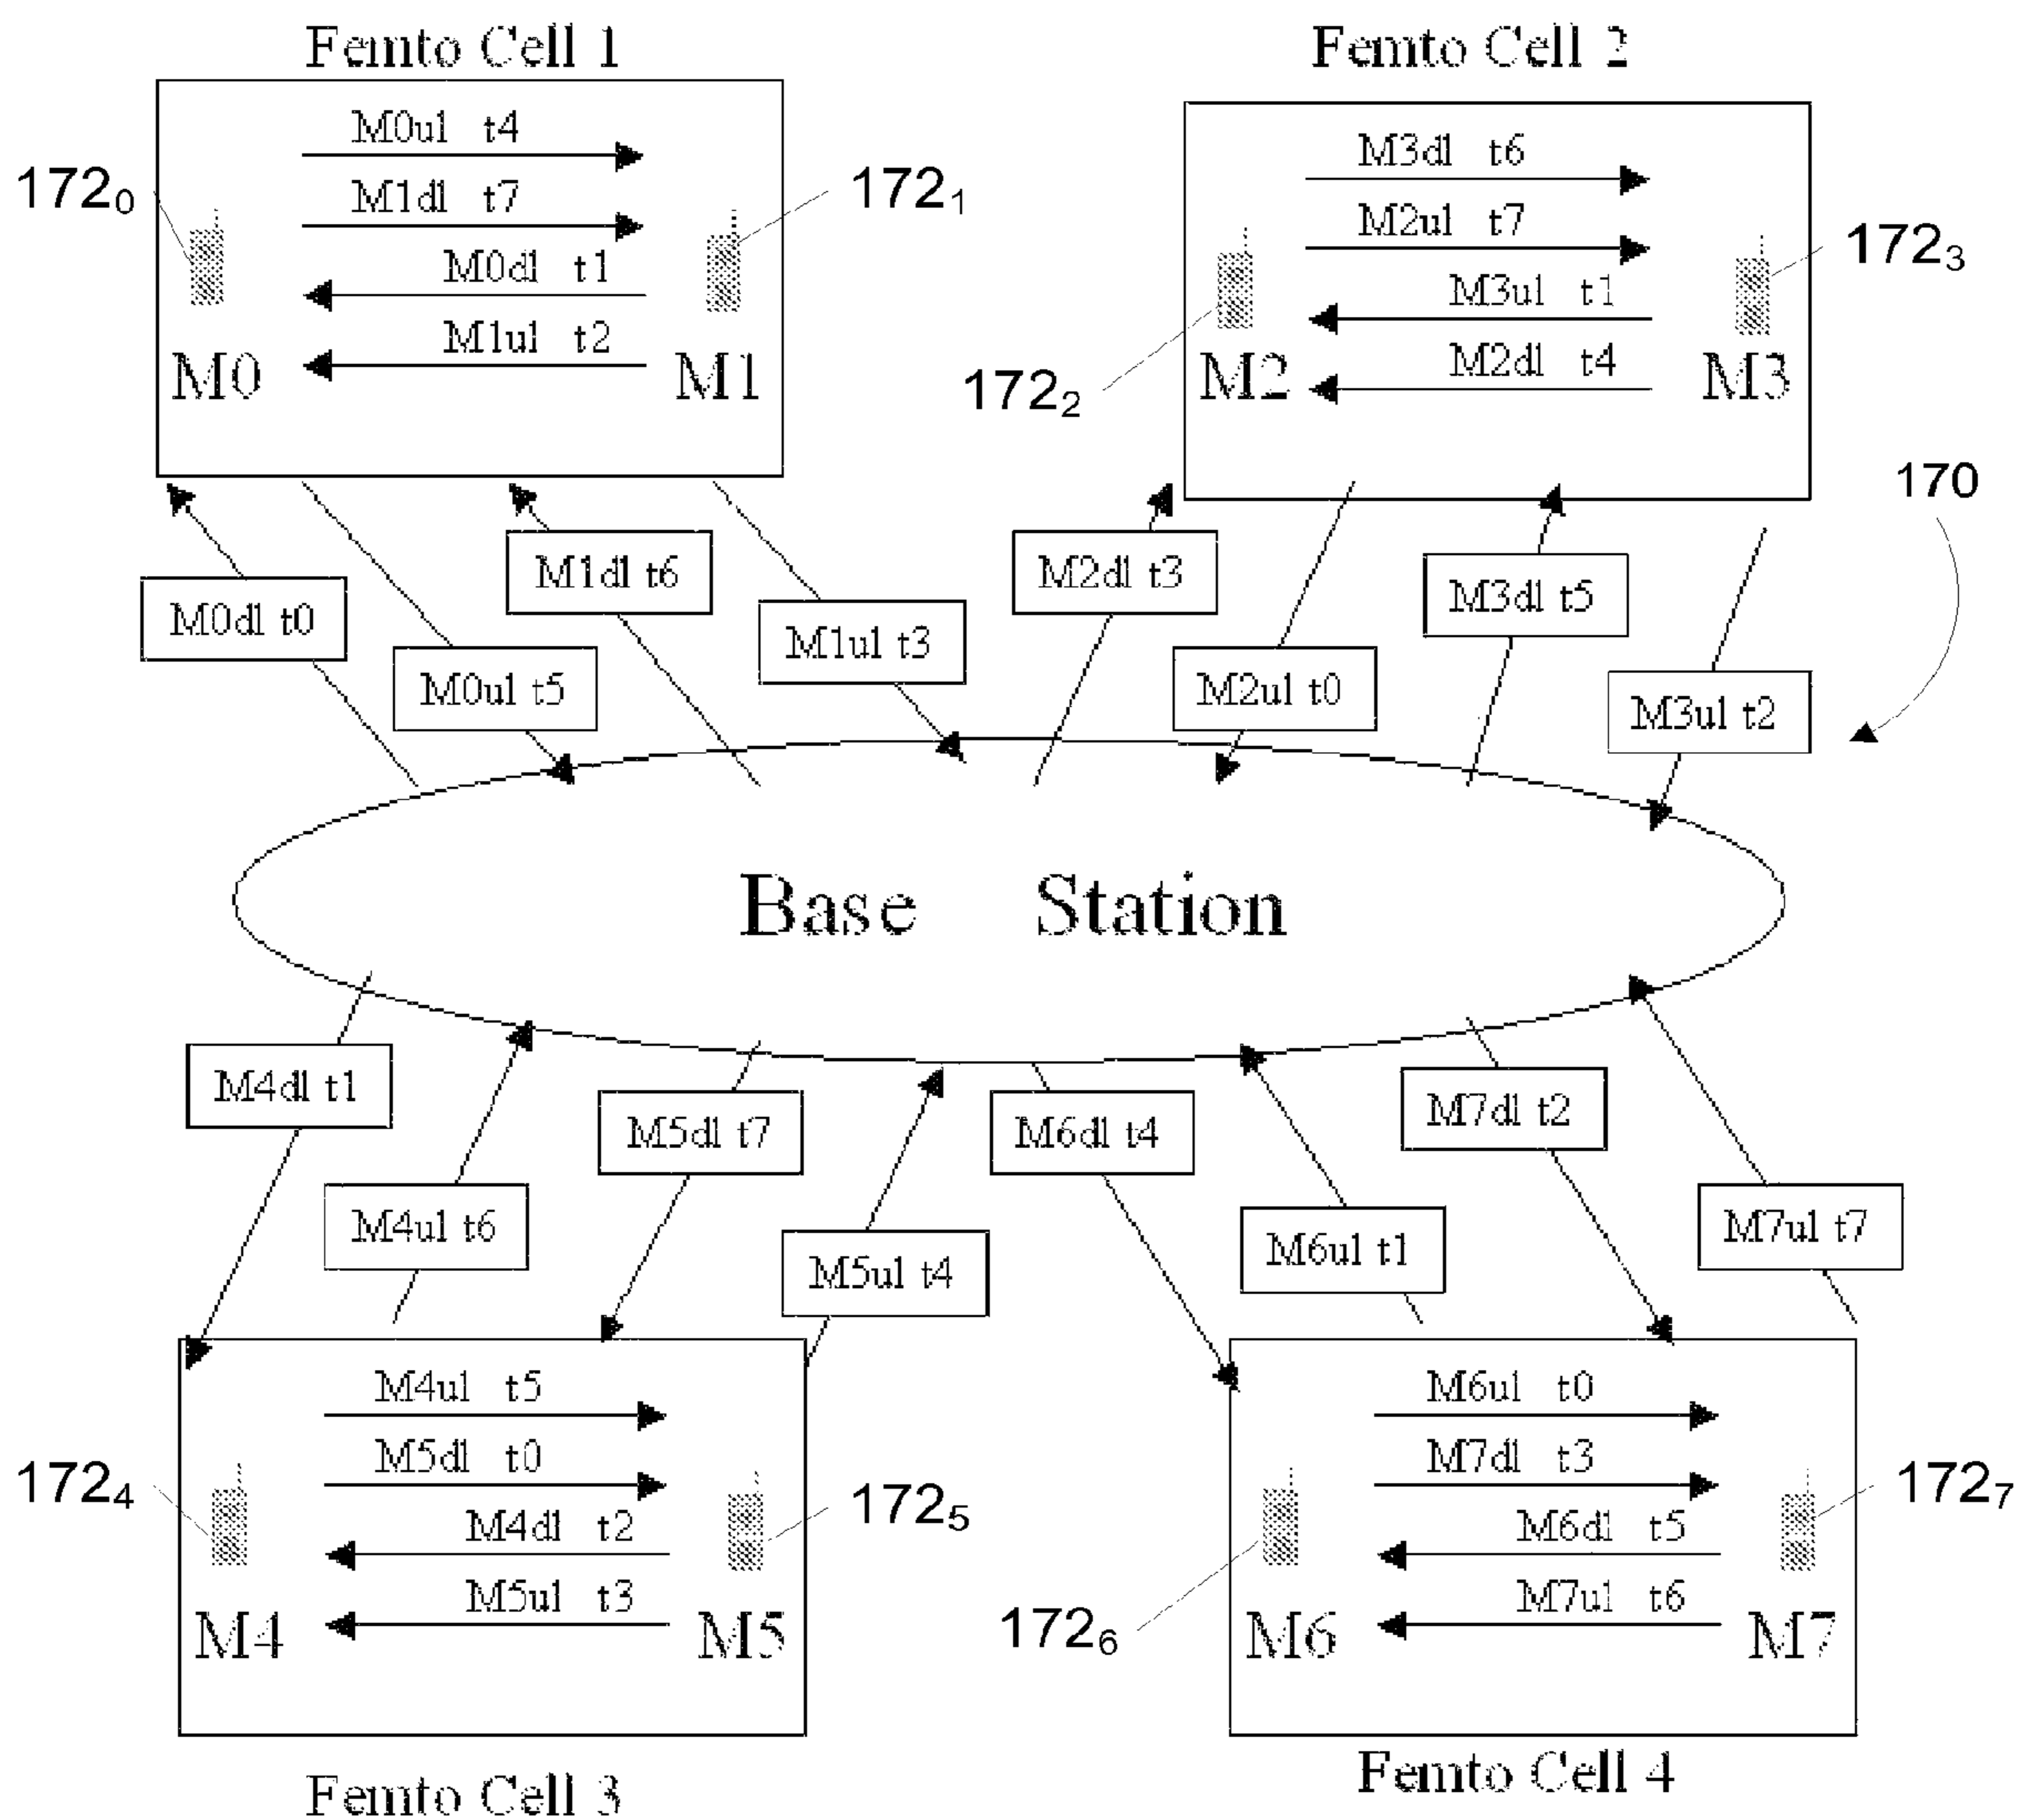 Femto Cell 1
Femto Cell 2
M0ul t4
M1dl t7
M0dl t1
M1ul t2
172₀
172₁
M0
M1
M3dl t6
M2ul t7
M3ul t1
M2dl t4
172₂
172₃
M2
M3
170
M0dl t0
M0ul t5
M1dl t6
M1ul t3
M2dl t3
M2ul t0
M3dl t5
M3ul t2
Base Station
M4dl t1
M4ul t6
M5dl t7
M5ul t4
M6dl t4
M6ul t1
M7dl t2
M7ul t7
M4ul t5
M5dl t0
M4dl t2
M5ul t3
172₄
172₅
M4
M5
M6ul t0
M7dl t3
M6dl t5
M7ul t6
172₆
172₇
M6
M7
Femto Cell 3
Femto Cell 4